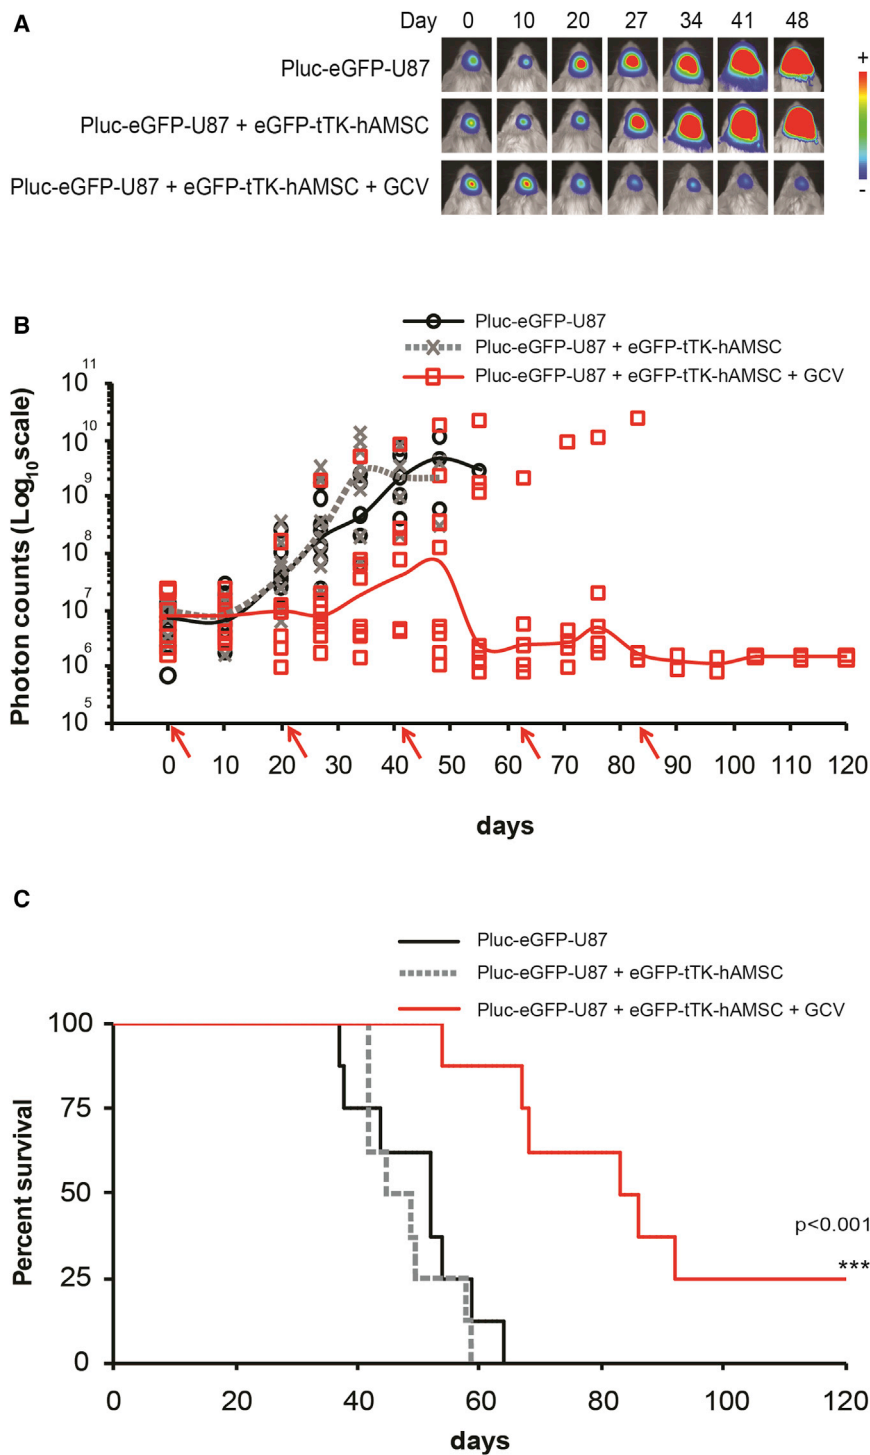 A
Day 0 10 20 27 34 41 48
Pluc-eGFP-U87
+
Pluc-eGFP-U87 + eGFP-tTK-hAMSC
Pluc-eGFP-U87 + eGFP-tTK-hAMSC + GCV
-
B
Pluc-eGFP-U87
Pluc-eGFP-U87 + eGFP-tTK-hAMSC
Pluc-eGFP-U87 + eGFP-tTK-hAMSC + GCV
Photon counts (Log10scale)
10^11
10^10
10^9
10^8
10^7
10^6
10^5
0 10 20 30 40 50 60 70 80 90 100 110 120
days
C
Pluc-eGFP-U87
Pluc-eGFP-U87 + eGFP-tTK-hAMSC
Pluc-eGFP-U87 + eGFP-tTK-hAMSC + GCV
Percent survival
100
75
50
25
0
p<0.001
***
0 20 40 60 80 100 120
days